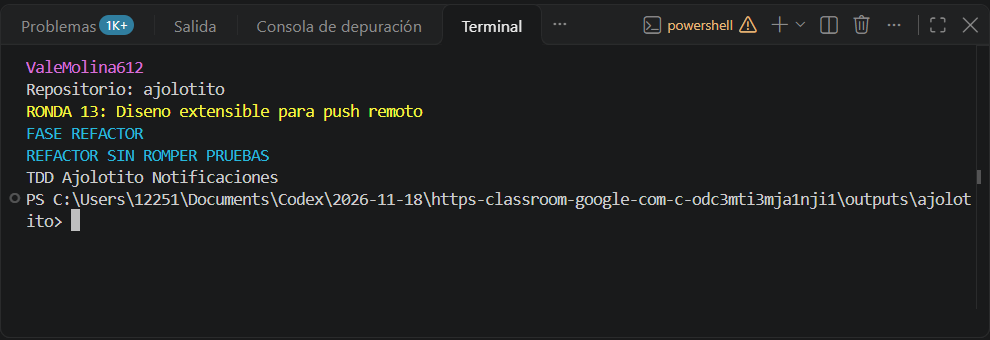 Problemas 1K+ Salida Consola de depuración Terminal ··· powershell ···
ValeMolina612
Repositorio: ajolotito
RONDA 13: Diseno extensible para push remoto
FASE REFACTOR
REFACTOR SIN ROMPER PRUEBAS
TDD Ajolotito Notificaciones
PS C:\Users\12251\Documents\Codex\2026-11-18\https-classroom-google-com-c-odc3mti3mja1nji1\outputs\ajolot
ito>